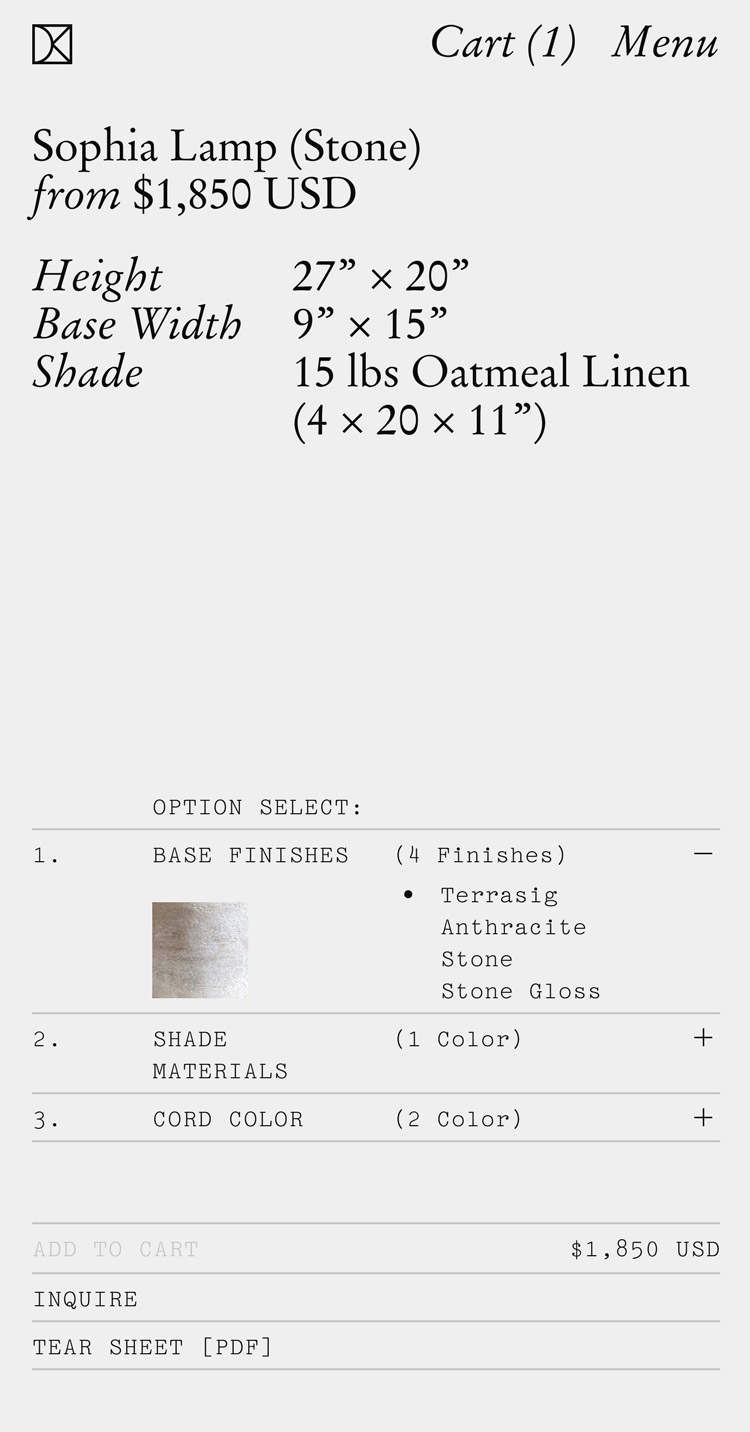 Cart (1) Menu
Sophia Lamp (Stone)
from $1,850 USD
Height 27” × 20”
Base Width 9” × 15”
Shade 15 lbs Oatmeal Linen
(4 × 20 × 11”)
OPTION SELECT:
1. BASE FINISHES (4 Finishes) –
• Terrasig
Anthracite
Stone
Stone Gloss
2. SHADE MATERIALS (1 Color) +
3. CORD COLOR (2 Color) +
ADD TO CART $1,850 USD
INQUIRE
TEAR SHEET [PDF]